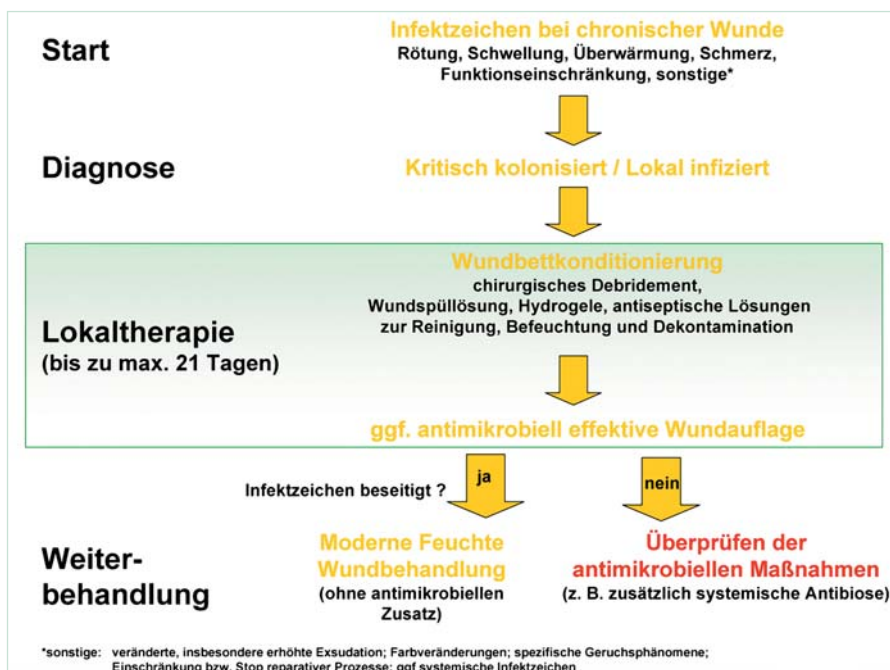 Start
Infektzeichen bei chronischer Wunde
Rötung, Schwellung, Überwärmung, Schmerz,
Funktionseinschränkung, sonstige*
Diagnose
Kritisch kolonisiert / Lokal infiziert
Lokaltherapie
(bis zu max. 21 Tagen)
Wundbettkonditionierung
chirurgisches Debridement,
Wundspüllösung, Hydrogele, antiseptische Lösungen
zur Reinigung, Befeuchtung und Dekontamination
ggf. antimikrobiell effektive Wundauflage
Infektzeichen beseitigt ?
ja
nein
Weiter-
behandlung
Moderne Feuchte
Wundbehandlung
(ohne antimikrobiellen
Zusatz)
Überprüfen der
antimikrobiellen Maßnahmen
(z. B. zusätzlich systemische Antibiose)
*sonstige: veränderte, insbesondere erhöhte Exsudation; Farbveränderungen; spezifische Geruchsphänomene;
Einschränkung bzw. Stop reparativer Prozesse; ggf systemische Infektzeichen